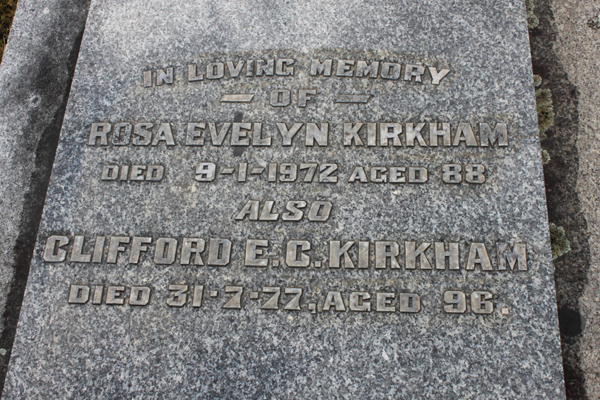 IN LOVING MEMORY
— OF —
ROSA EVELYN KIRKHAM
DIED 9-1-1972 AGED 88
ALSO
CLIFFORD E.C. KIRKHAM
DIED 31-7-77, AGED 96.